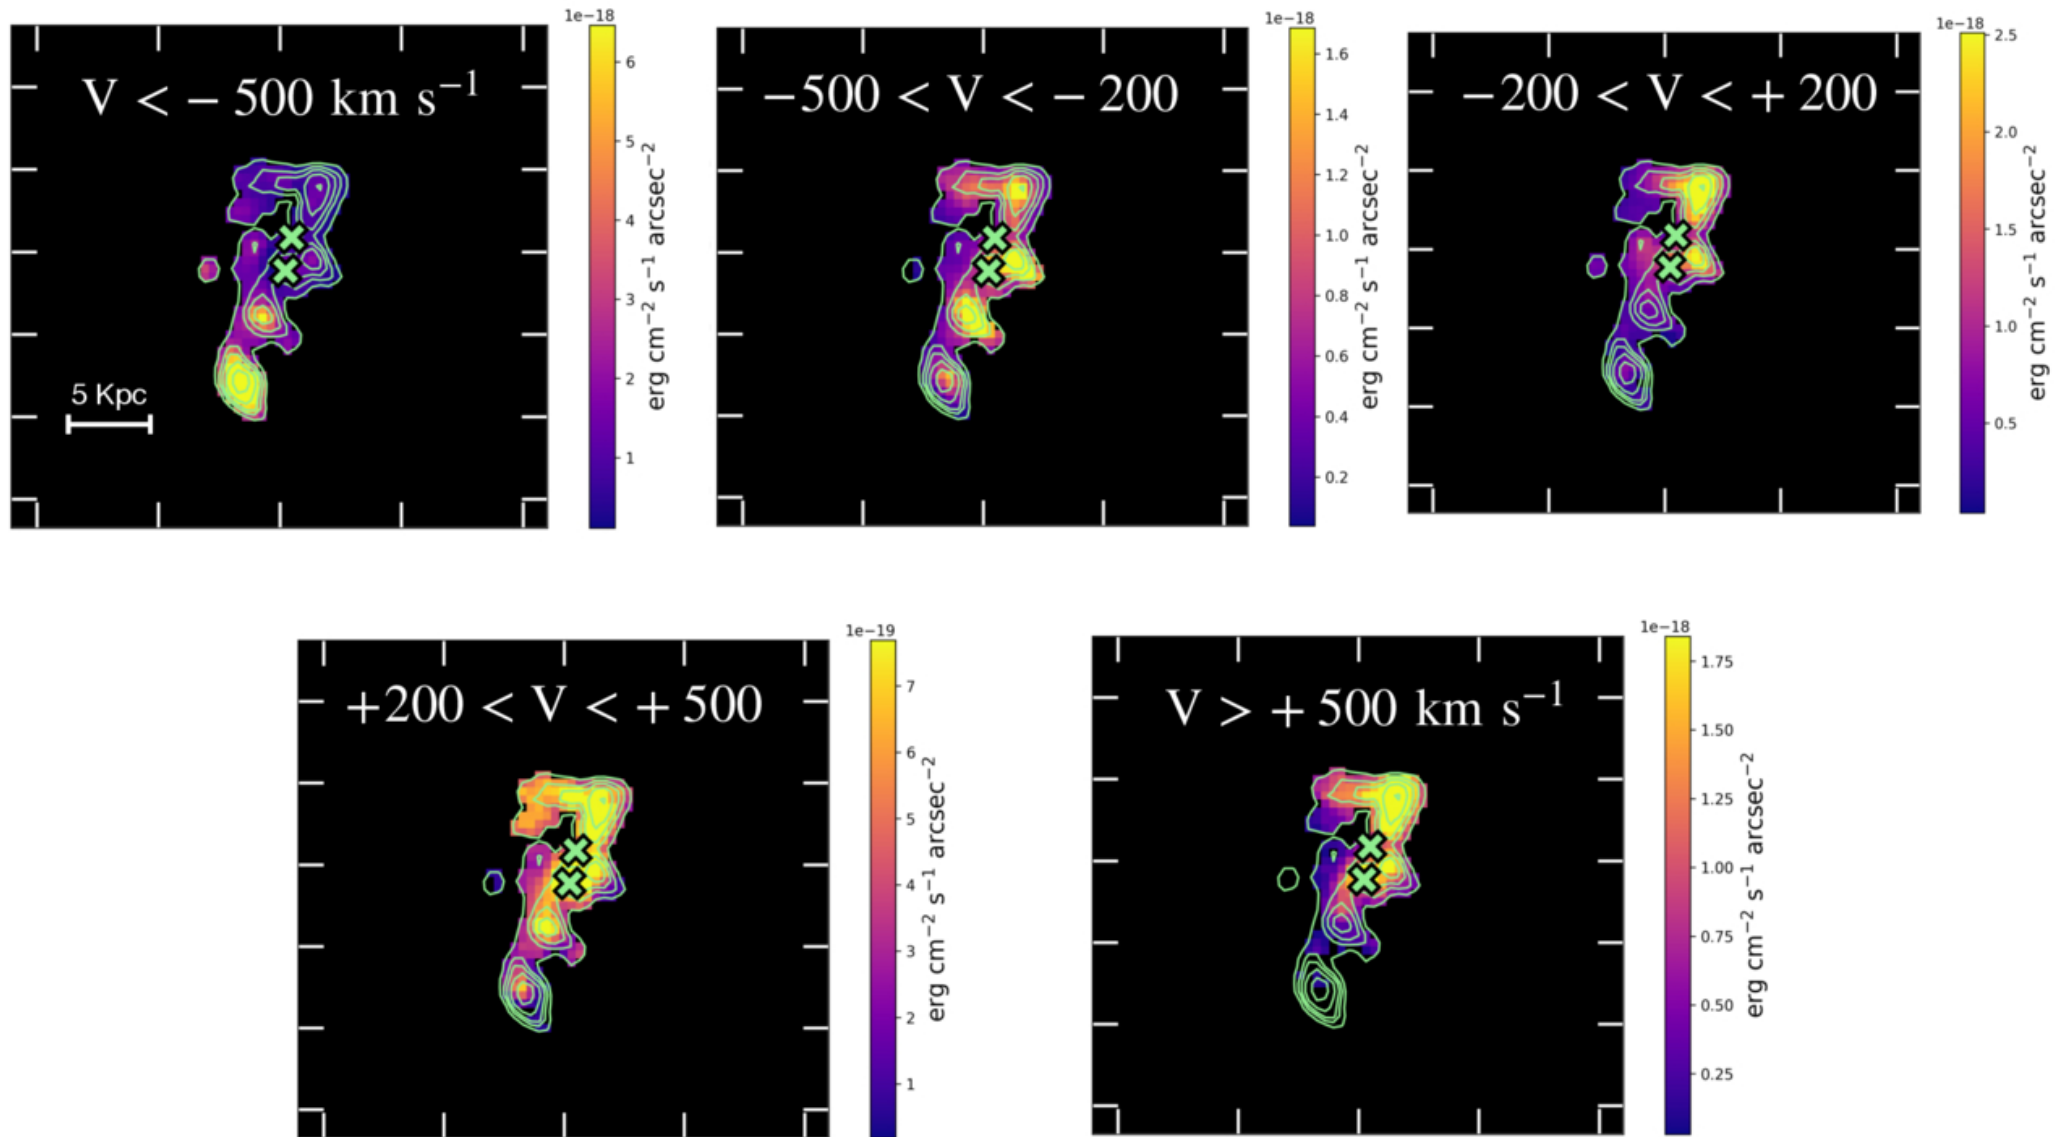 1e−18
V < − 500 km s−1
6
5
4
3
2
1
erg cm−2 s−1 arcsec−2
5 Kpc
1e−18
−500 < V < − 200
1.6
1.4
1.2
1.0
0.8
0.6
0.4
0.2
erg cm−2 s−1 arcsec−2
1e−18
−200 < V < + 200
2.5
2.0
1.5
1.0
0.5
erg cm−2 s−1 arcsec−2
1e−19
+200 < V < + 500
7
6
5
4
3
2
1
erg cm−2 s−1 arcsec−2
1e−18
V > + 500 km s−1
1.75
1.50
1.25
1.00
0.75
0.50
0.25
erg cm−2 s−1 arcsec−2